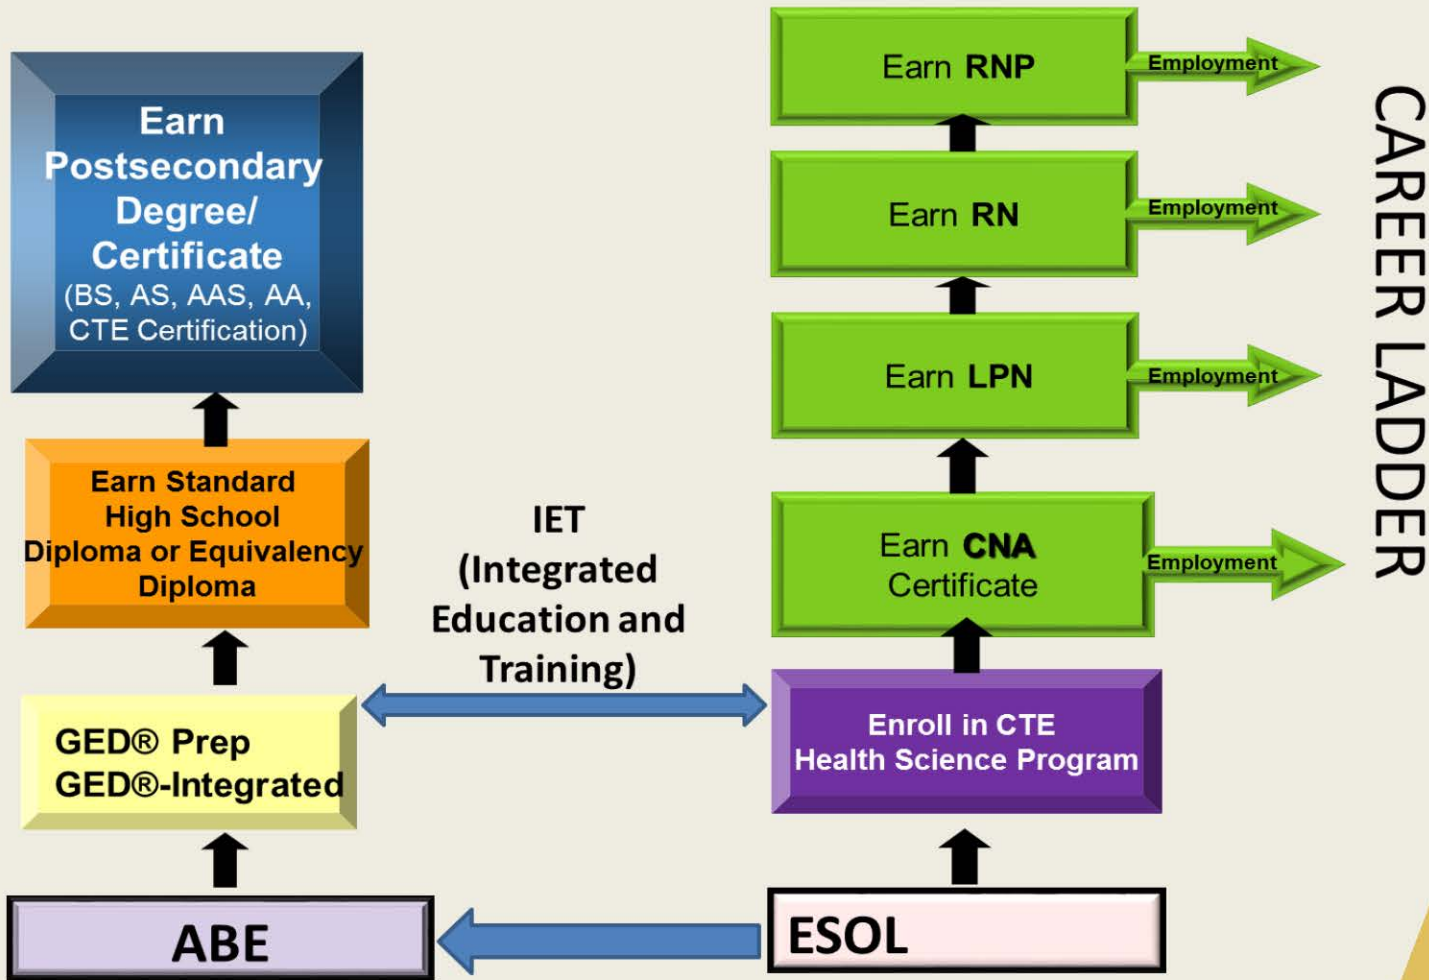 Earn
Postsecondary
Degree/
Certificate
(BS, AS, AAS, AA,
CTE Certification)
Earn Standard
High School
Diploma or Equivalency
Diploma
GED® Prep
GED®-Integrated
ABE
IET
(Integrated
Education and
Training)
Earn RNP
Employment
Earn RN
Employment
Earn LPN
Employment
Earn CNA
Certificate
Employment
Enroll in CTE
Health Science Program
ESOL
CAREER LADDER